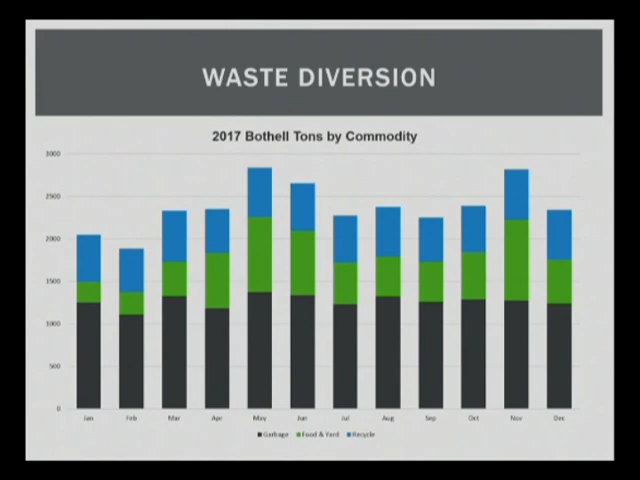 WASTE DIVERSION
2017 Bothell Tons by Commodity
3000
2500
2000
1500
1000
500
0
Jan Feb Mar Apr May Jun Jul Aug Sep Oct Nov Dec
Garbage Food & Yard Recycle